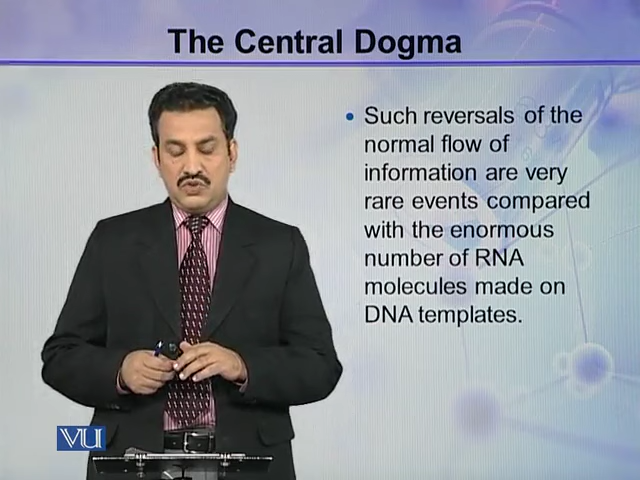 The Central Dogma
• Such reversals of the
normal flow of
information are very
rare events compared
with the enormous
number of RNA
molecules made on
DNA templates.
VU